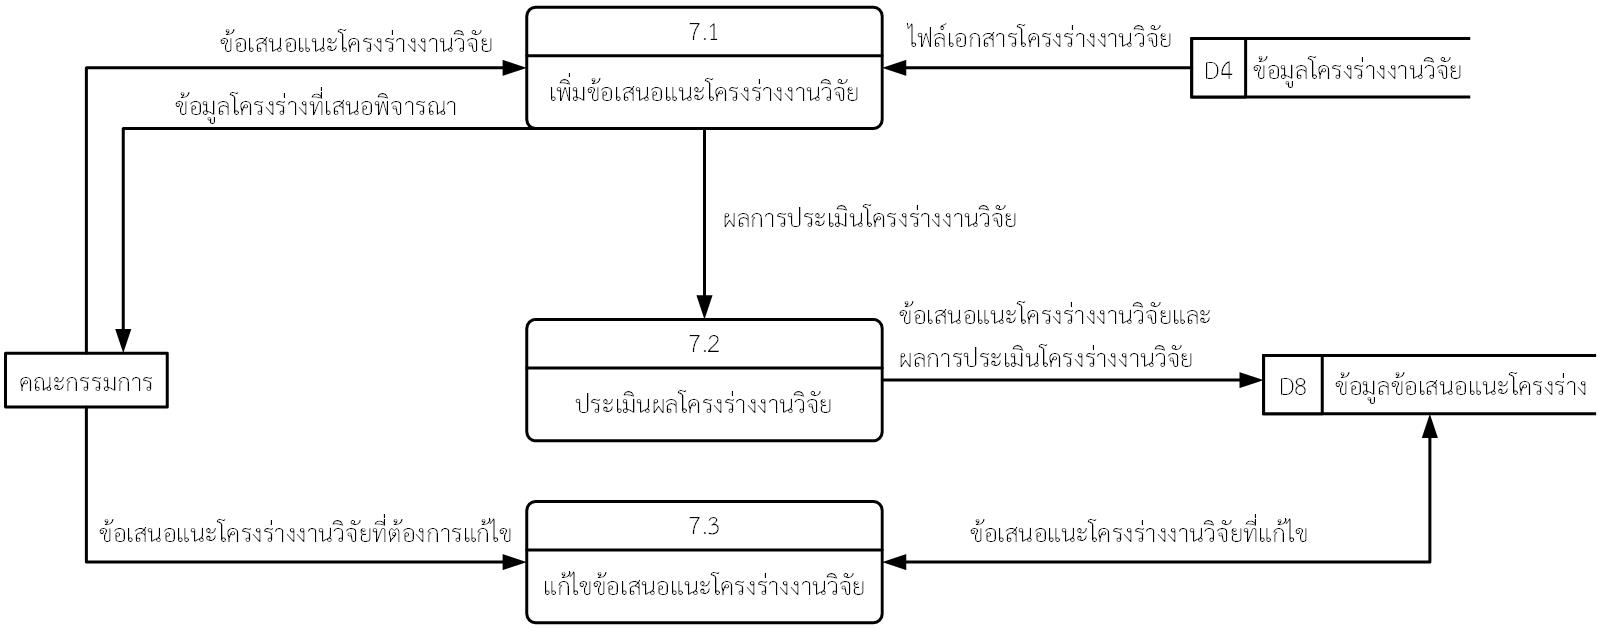 7.1
ข้อเสนอแนะโครงร่างงานวิจัย
ไฟล์เอกสารโครงร่างงานวิจัย
D4
ข้อมูลโครงร่างงานวิจัย
เพิ่มข้อเสนอแนะโครงร่างงานวิจัย
ข้อมูลโครงร่างที่เสนอพิจารณา
ผลการประเมินโครงร่างงานวิจัย
7.2
ข้อเสนอแนะโครงร่างงานวิจัยและ
ผลการประเมินโครงร่างงานวิจัย
คณะกรรมการ
ประเมินผลโครงร่างงานวิจัย
D8
ข้อมูลข้อเสนอแนะโครงร่าง
7.3
ข้อเสนอแนะโครงร่างงานวิจัยที่ต้องการแก้ไข
ข้อเสนอแนะโครงร่างงานวิจัยที่แก้ไข
แก้ไขข้อเสนอแนะโครงร่างงานวิจัย